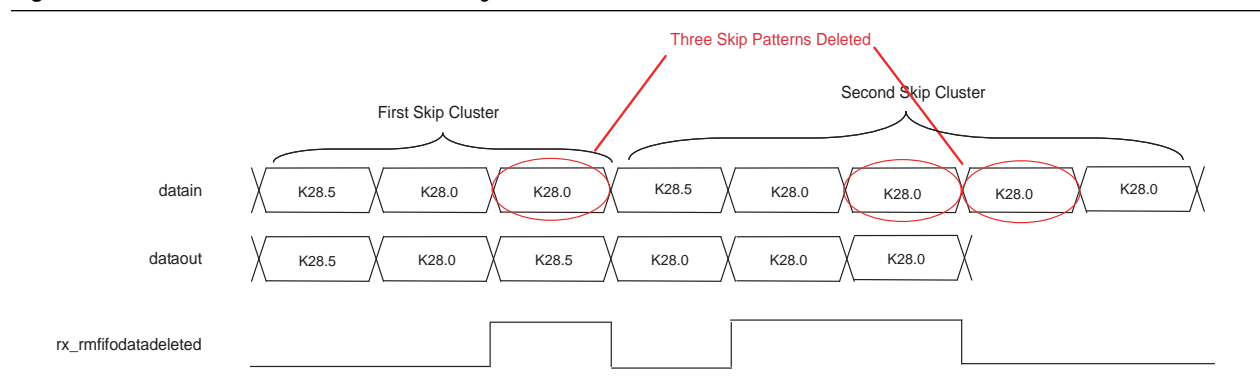 Three Skip Patterns Deleted
Second Skip Cluster
First Skip Cluster
datain K28.5 K28.0 K28.0 K28.5 K28.0 K28.0 K28.0 K28.0
dataout K28.5 K28.0 K28.5 K28.0 K28.0 K28.0
rx_rmfifodatadeleted